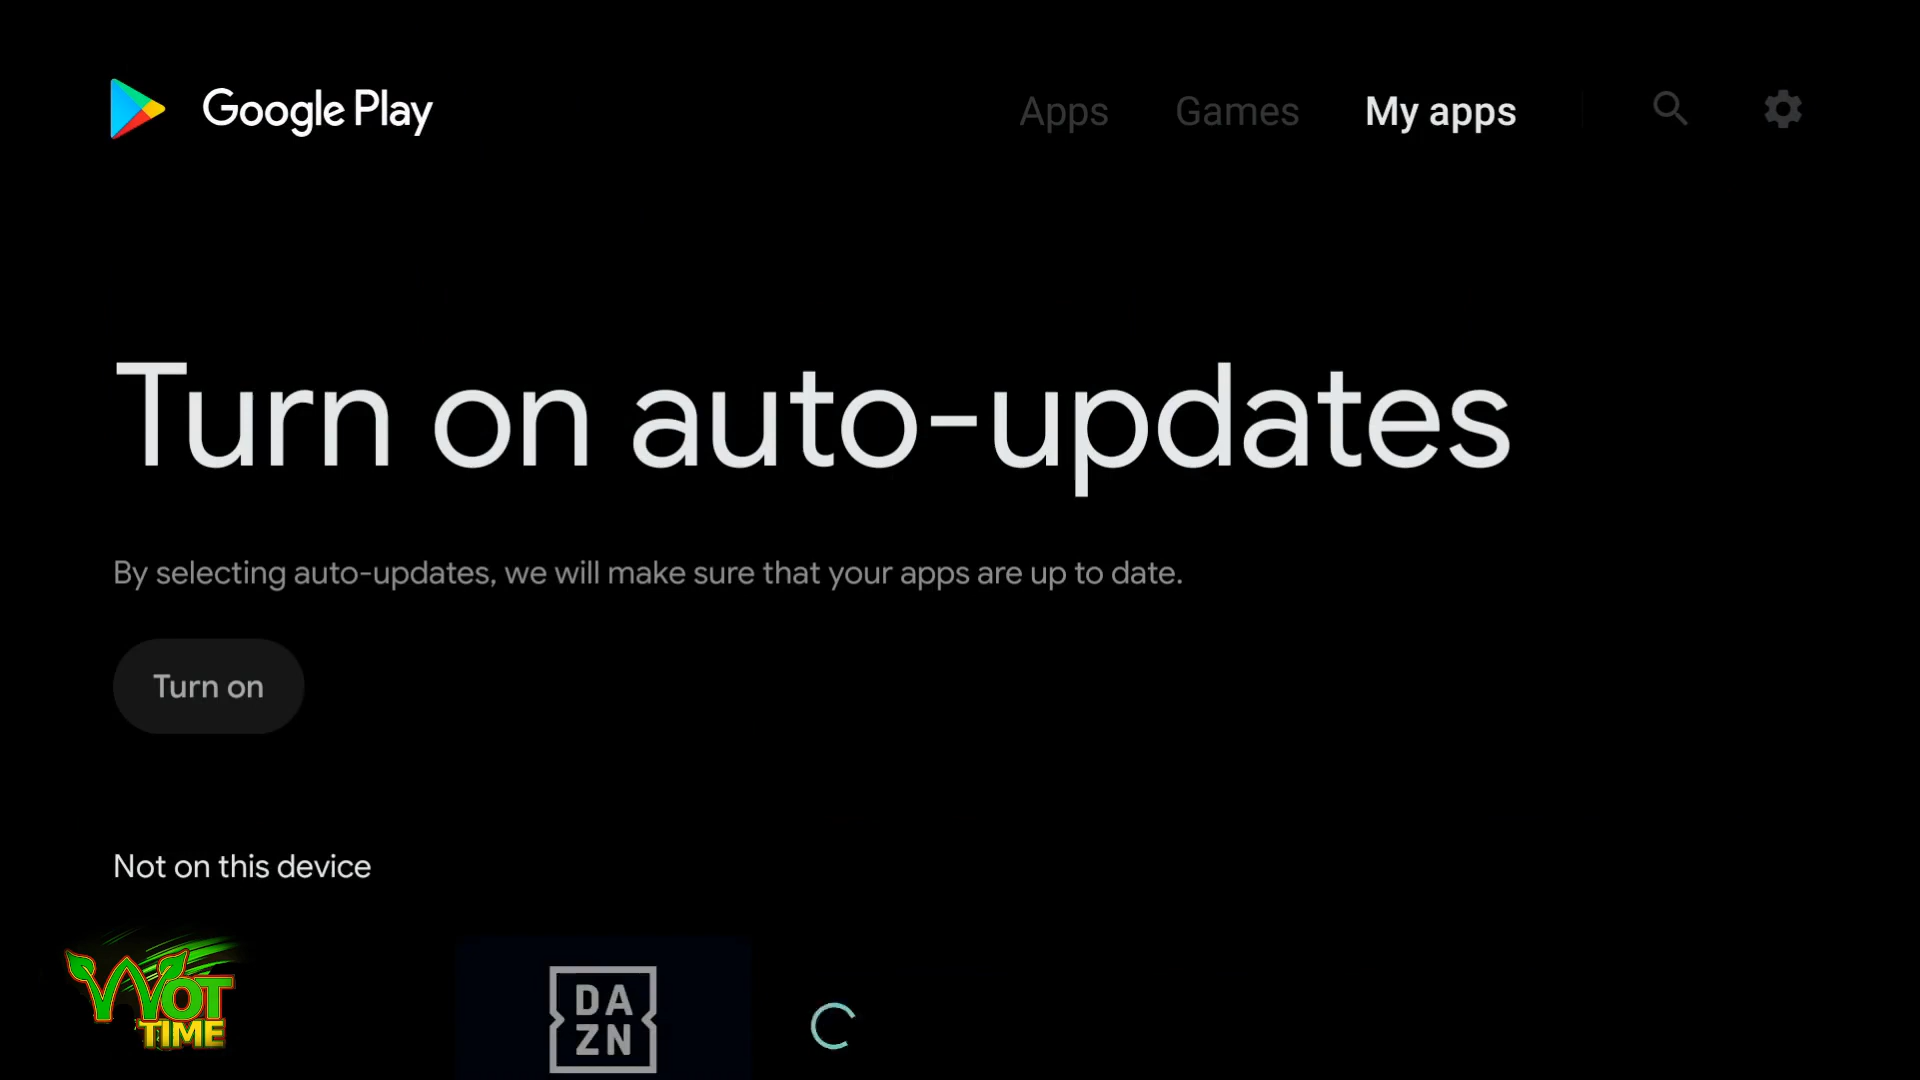 Google Play
Apps
Games
My apps
Turn on auto-updates
By selecting auto-updates, we will make sure that your apps are up to date.
Turn on
Not on this device
WOT
TIME
DA
ZN